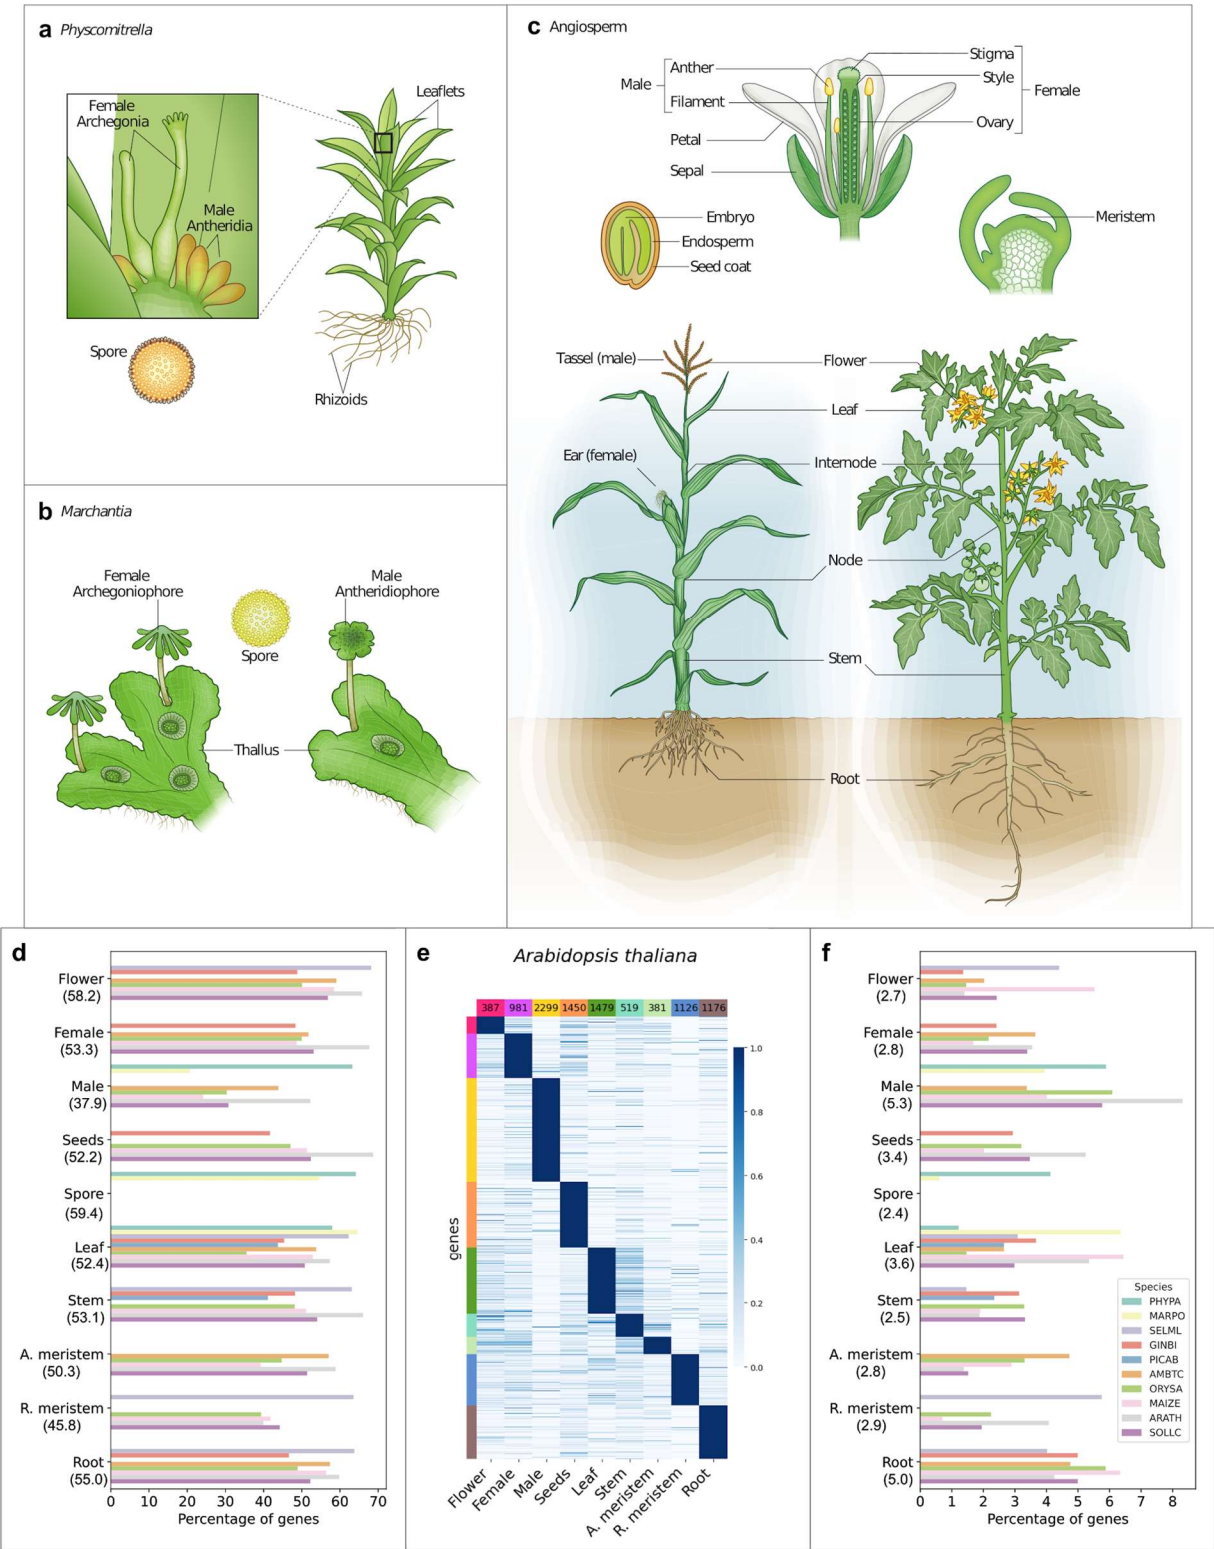 a Physcomitrella
Female
Archegonia
Male
Antheridia
Leaflets
Spore
Rhizoids
b Marchantia
Female
Archegoniophore
Male
Antheridiophore
Spore
Thallus
c Angiosperm
Male
Anther
Filament
Petal
Sepal
Stigma
Style
Female
Ovary
Embryo
Endosperm
Seed coat
Meristem
Tassel (male)
Flower
Leaf
Ear (female)
Internode
Node
Stem
Root
d
Flower
(58.2)
Female
(53.3)
Male
(37.9)
Seeds
(52.2)
Spore
(59.4)
Leaf
(52.4)
Stem
(53.1)
A. meristem
(50.3)
R. meristem
(45.8)
Root
(55.0)
0 10 20 30 40 50 60 70
Percentage of genes
e
Arabidopsis thaliana
387 981 2299 1450 1479 519 381 1126 1176
genes
1.0
0.8
0.6
0.4
0.2
0.0
Flower Female Male Seeds Leaf Stem A. meristem R. meristem Root
f
Flower
(2.7)
Female
(2.8)
Male
(5.3)
Seeds
(3.4)
Spore
(2.4)
Leaf
(3.6)
Stem
(2.5)
A. meristem
(2.8)
R. meristem
(2.9)
Root
(5.0)
Species
PHYPA
MARPO
SELML
GINBI
PICAB
AMBTC
ORYSA
MAIZE
ARATH
SOLLC
0 1 2 3 4 5 6 7 8
Percentage of genes